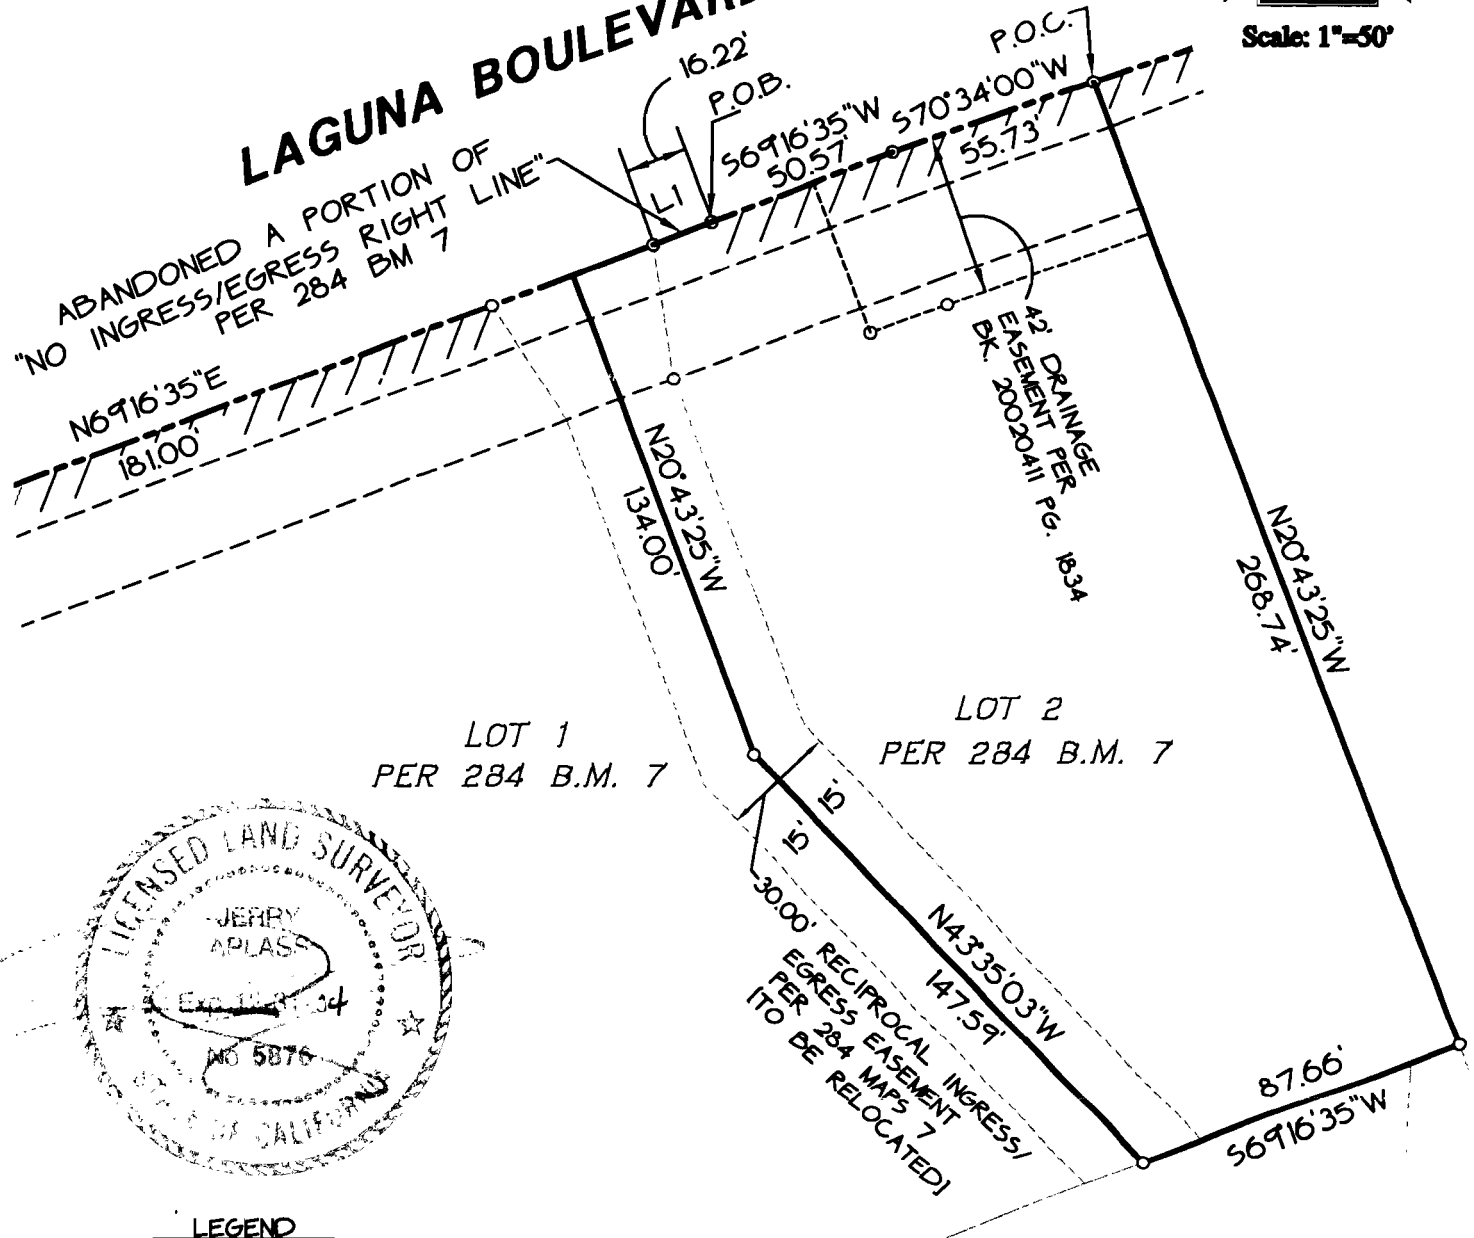 LAGUNA BOULEVARD
Scale: 1"=50'
16.22'
P.O.B.
P.O.C.
S69°16'35"W
50.57'
S70°34'00"W
55.73'
L1
ABANDONED A PORTION OF
"NO INGRESS/EGRESS RIGHT LINE"
PER 284 BM 7
N69°16'35"E
181.00'
42' DRAINAGE
EASEMENT PER
BK. 20020411 PG. 1834
N20°43'25"W
134.00'
N20°43'25"W
268.74'
LOT 1
PER 284 B.M. 7
LOT 2
PER 284 B.M. 7
15'
15'
30.00' RECIPROCAL INGRESS/
EGRESS EASEMENT
PER 284 MAPS 7
(TO BE RELOCATED)
N43°35'03"W
147.59'
87.66'
S69°16'35"W
LICENSED LAND SURVEYOR
JERRY
APLASS
Exp.
No 5876
STATE OF CALIFORNIA
LEGEND